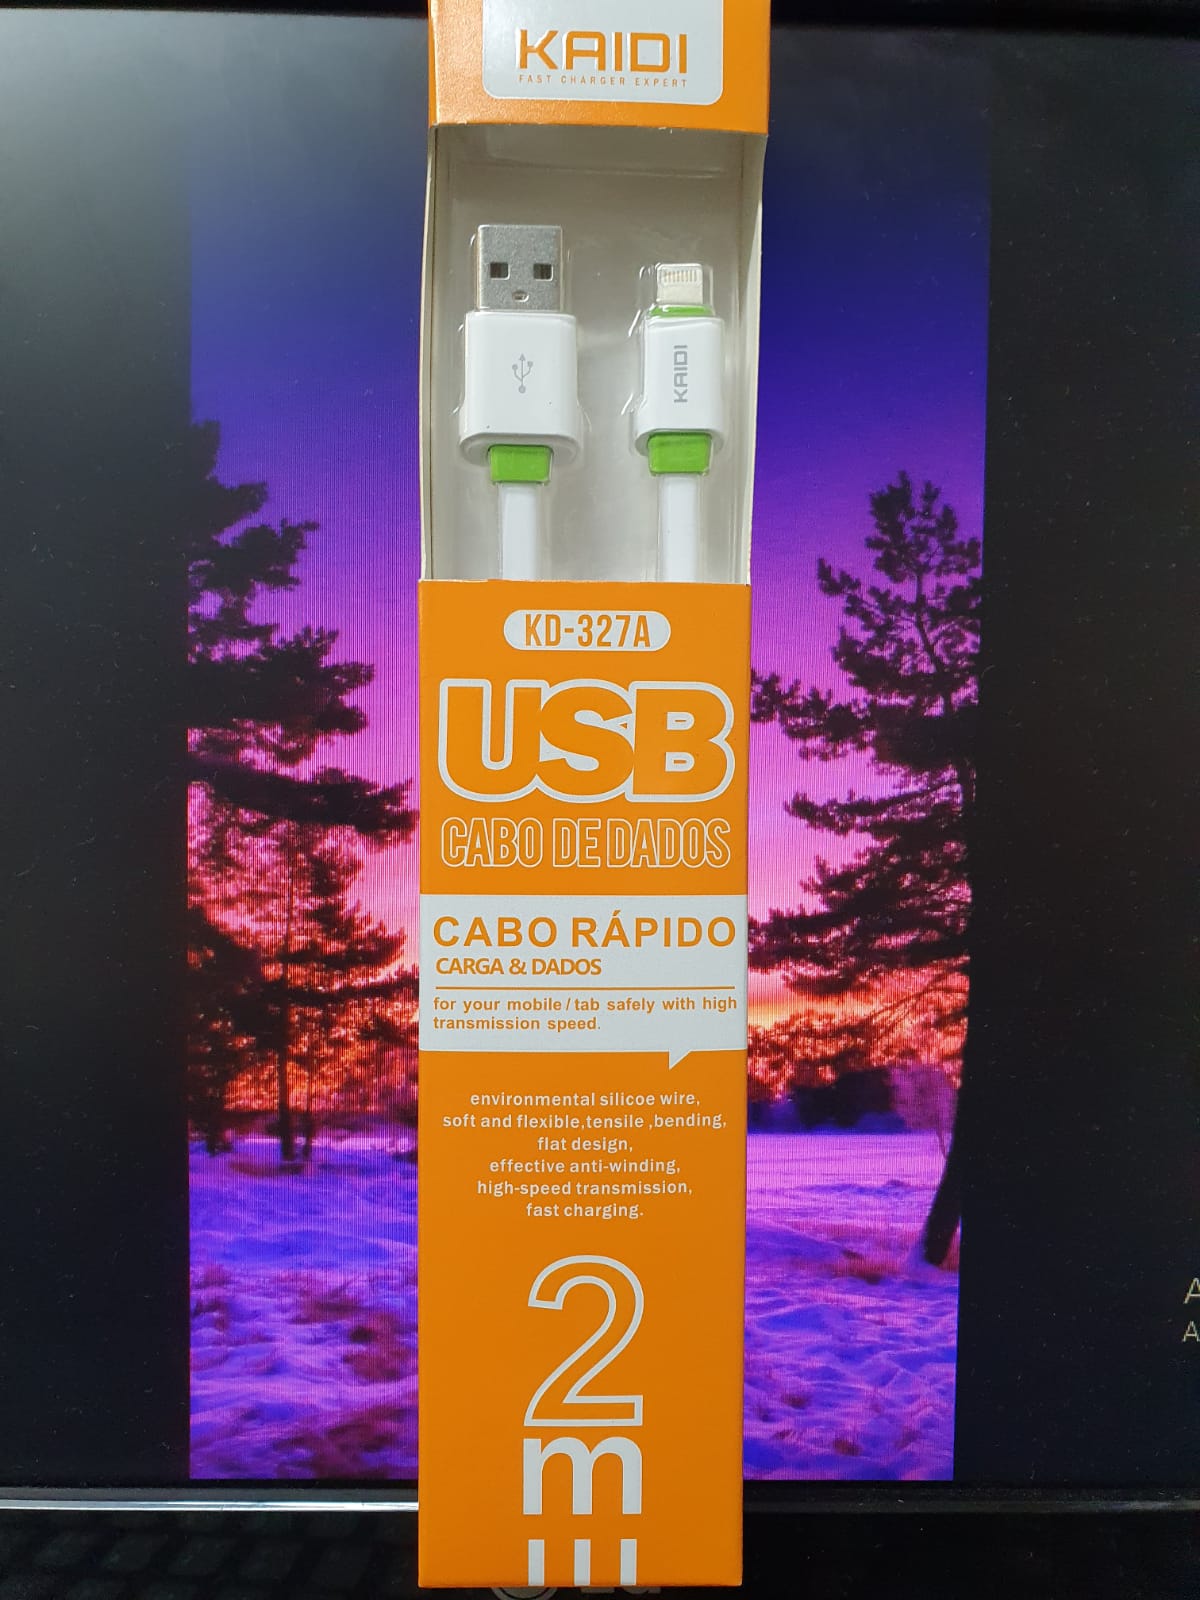 KAIDI
FAST CHARGER EXPERT
KAIDI
KD-327A
USB
CABO DE DADOS
CABO RÁPIDO
CARGA & DADOS
for your mobile / tab safely with high
transmission speed.
environmental silicoe wire,
soft and flexible,tensile ,bending,
flat design,
effective anti-winding,
high-speed transmission,
fast charging.
2
m